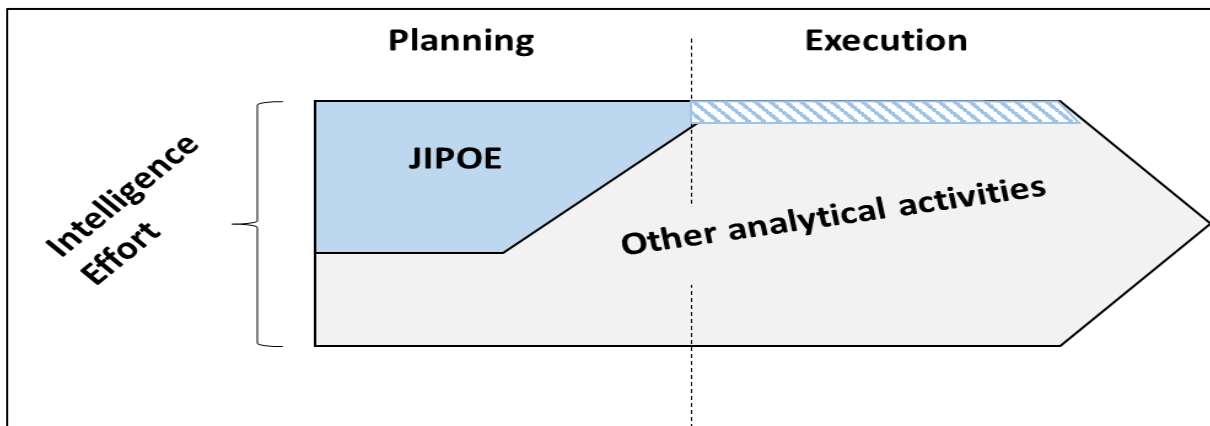 Planning
Execution
JIPOE
Intelligence
Effort
Other analytical activities